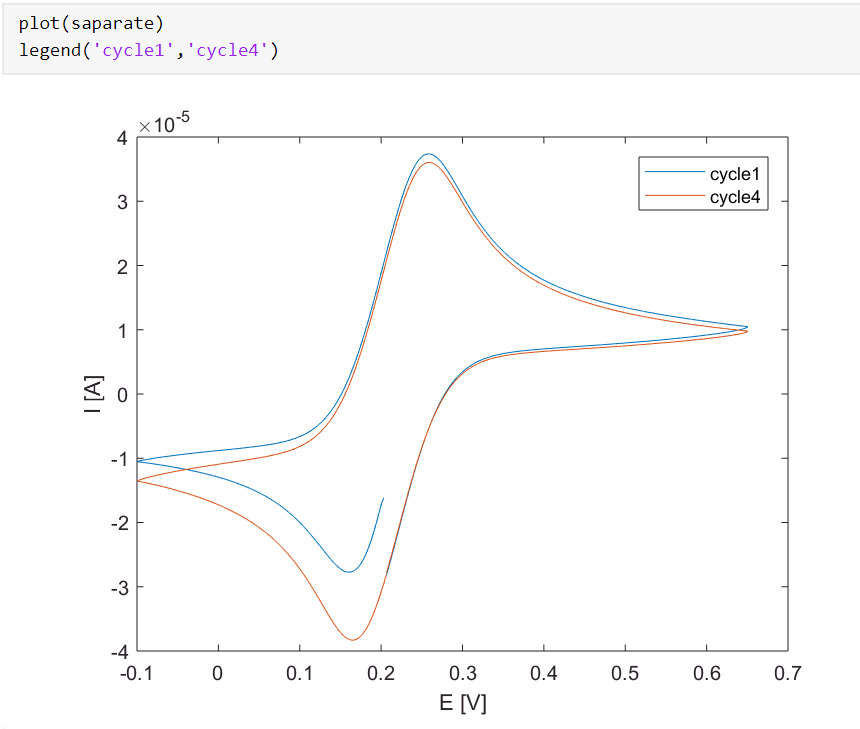 plot(saparate)
legend('cycle1','cycle4')
×10-5
4
3
2
1
0
-1
-2
-3
-4
I [A]
cycle1
cycle4
-0.1 0 0.1 0.2 0.3 0.4 0.5 0.6 0.7
E [V]